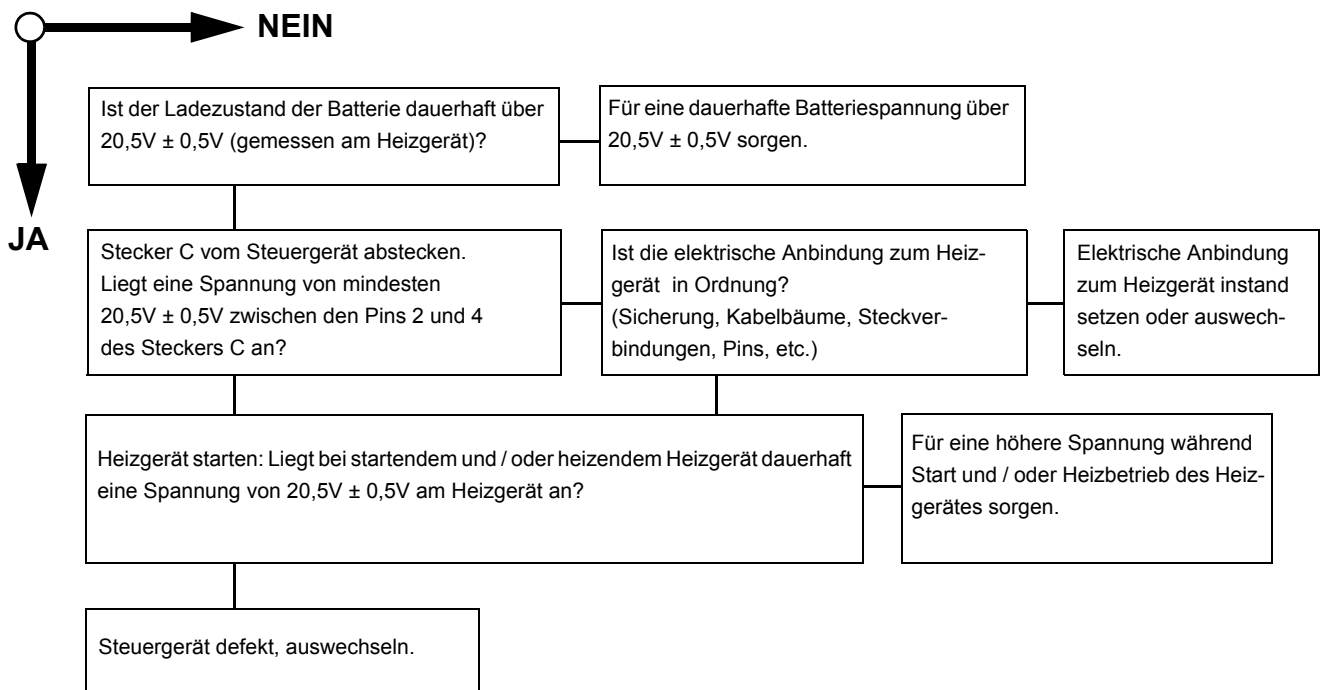 NEIN
JA
Ist der Ladezustand der Batterie dauerhaft über
20,5V ± 0,5V (gemessen am Heizgerät)?
Für eine dauerhafte Batteriespannung über
20,5V ± 0,5V sorgen.
Stecker C vom Steuergerät abstecken.
Liegt eine Spannung von mindesten
20,5V ± 0,5V zwischen den Pins 2 und 4
des Steckers C an?
Ist die elektrische Anbindung zum Heiz-
gerät in Ordnung?
(Sicherung, Kabelbäume, Steckver-
bindungen, Pins, etc.)
Elektrische Anbindung
zum Heizgerät instand
setzen oder auswech-
seln.
Heizgerät starten: Liegt bei startendem und / oder heizendem Heizgerät dauerhaft
eine Spannung von 20,5V ± 0,5V am Heizgerät an?
Für eine höhere Spannung während
Start und / oder Heizbetrieb des Heiz-
gerätes sorgen.
Steuergerät defekt, auswechseln.